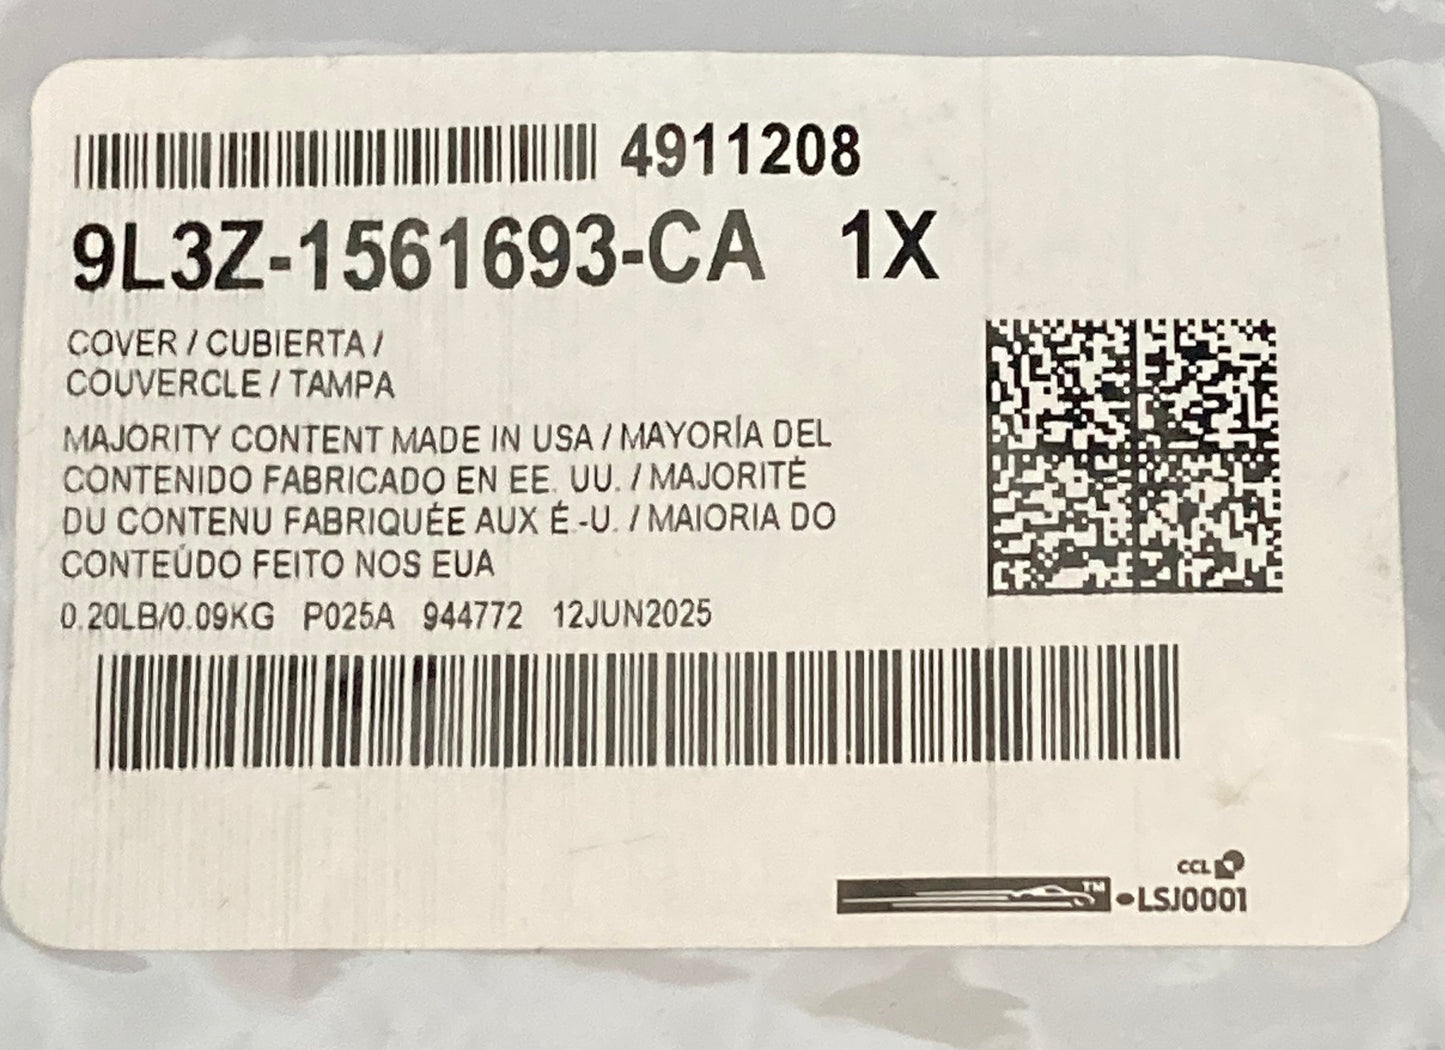 4911208
9L3Z-1561693-CA 1X
COVER / CUBIERTA /
COUVERCLE / TAMPA
MAJORITY CONTENT MADE IN USA / MAYORÍA DEL
CONTENIDO FABRICADO EN EE. UU. / MAJORITÉ
DU CONTENU FABRIQUÉE AUX É.-U. / MAIORIA DO
CONTEÚDO FEITO NOS EUA
0.20LB/0.09KG P025A 944772 12JUN2025
CCL
TM
•LSJ0001